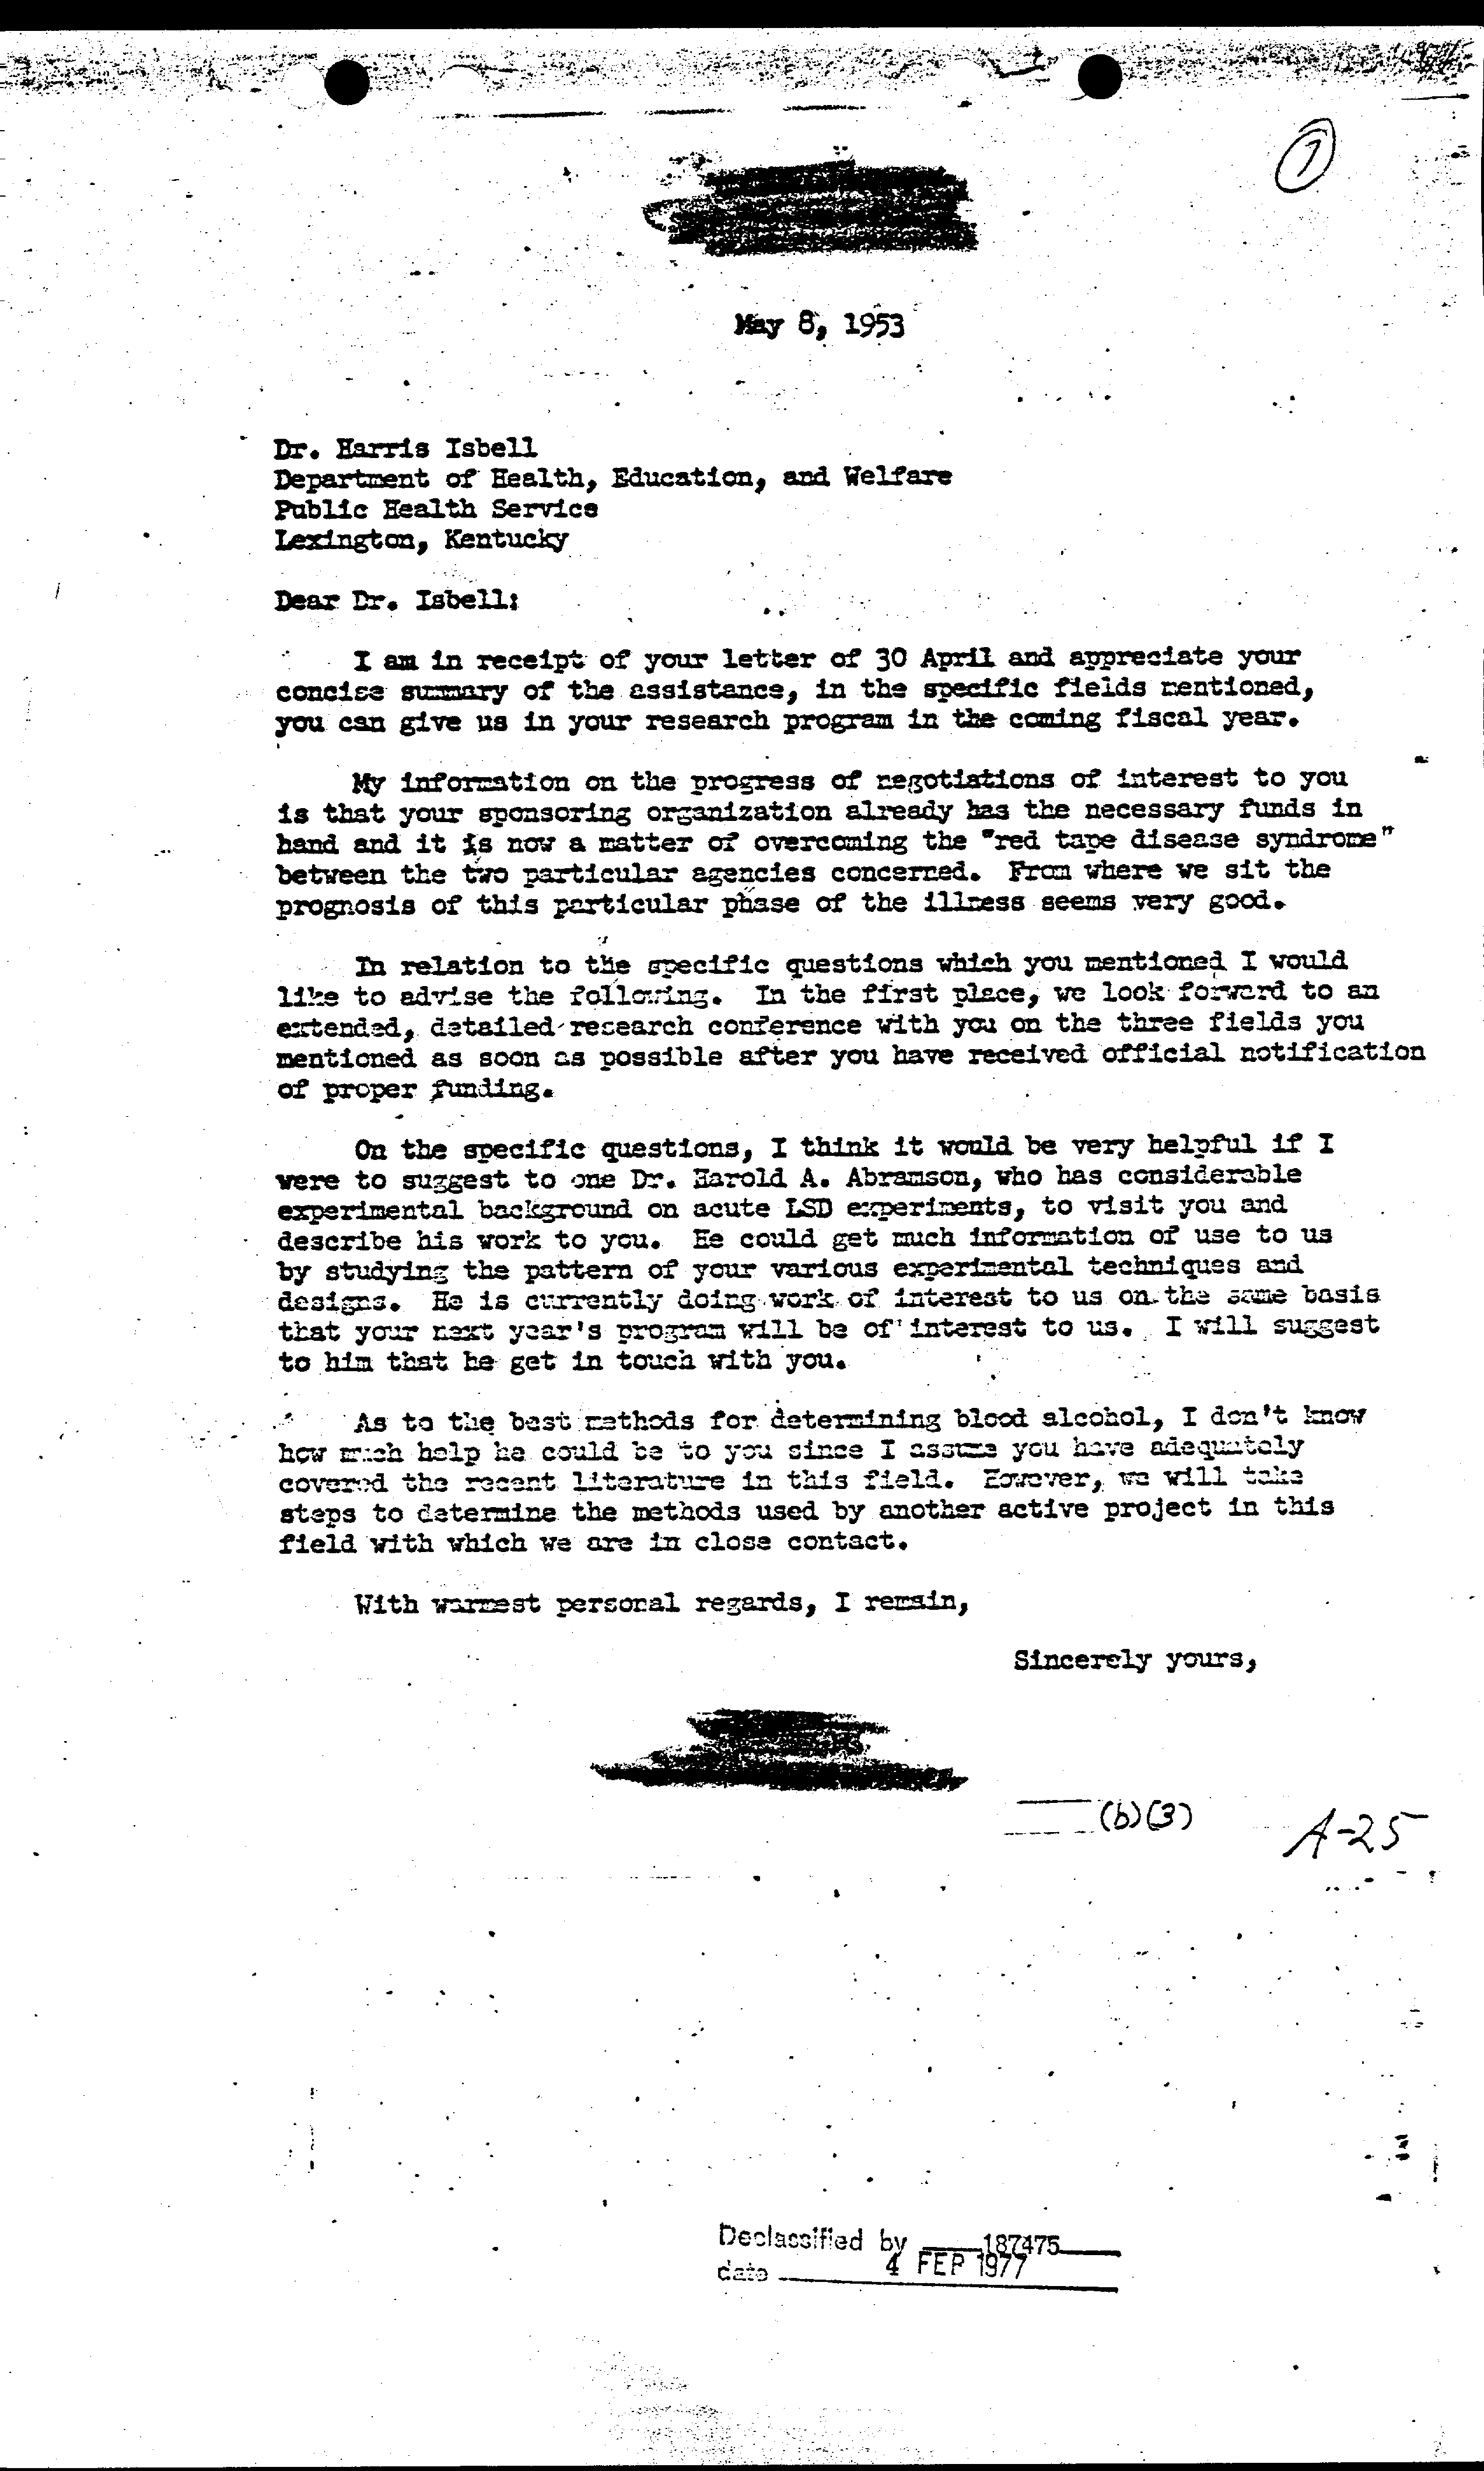 1
May 8, 1953
Dr. Harris Isbell
Department of Health, Education, and Welfare
Public Health Service
Lexington, Kentucky
Dear Dr. Isbell:
I am in receipt of your letter of 30 April and appreciate your
concise summary of the assistance, in the specific fields mentioned,
you can give us in your research program in the coming fiscal year.
My information on the progress of negotiations of interest to you
is that your sponsoring organization already has the necessary funds in
hand and it is now a matter of overcoming the "red tape disease syndrome"
between the two particular agencies concerned. From where we sit the
prognosis of this particular phase of the illness seems very good.
In relation to the specific questions which you mentioned I would
like to advise the following. In the first place, we look forward to an
extended, detailed research conference with you on the three fields you
mentioned as soon as possible after you have received official notification
of proper funding.
On the specific questions, I think it would be very helpful if I
were to suggest to one Dr. Harold A. Abramson, who has considerable
experimental background on acute LSD experiments, to visit you and
describe his work to you. He could get much information of use to us
by studying the pattern of your various experimental techniques and
designs. He is currently doing work of interest to us on the same basis
that your next year's program will be of interest to us. I will suggest
to him that he get in touch with you.
As to the best methods for determining blood alcohol, I don't know
how much help he could be to you since I assume you have adequately
covered the recent literature in this field. However, we will take
steps to determine the methods used by another active project in this
field with which we are in close contact.
With warmest personal regards, I remain,
Sincerely yours,
(b)(3)
A-25
Declassified by 187475
date 4 FEB 1977